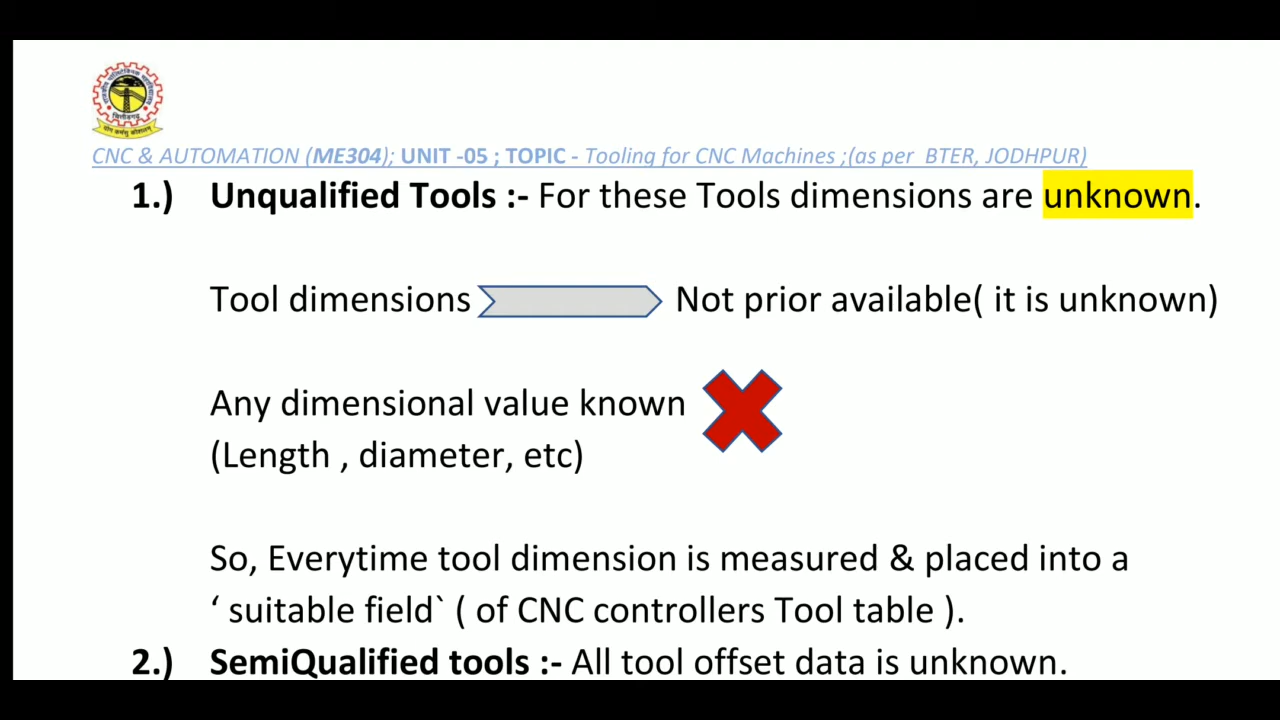 CNC & AUTOMATION (ME304); UNIT -05 ; TOPIC - Tooling for CNC Machines ;(as per BTER, JODHPUR)
1.) Unqualified Tools :- For these Tools dimensions are unknown.
Tool dimensions Not prior available( it is unknown)
Any dimensional value known
(Length , diameter, etc)
So, Everytime tool dimension is measured & placed into a
‘ suitable field` ( of CNC controllers Tool table ).
2.) SemiQualified tools :- All tool offset data is unknown.